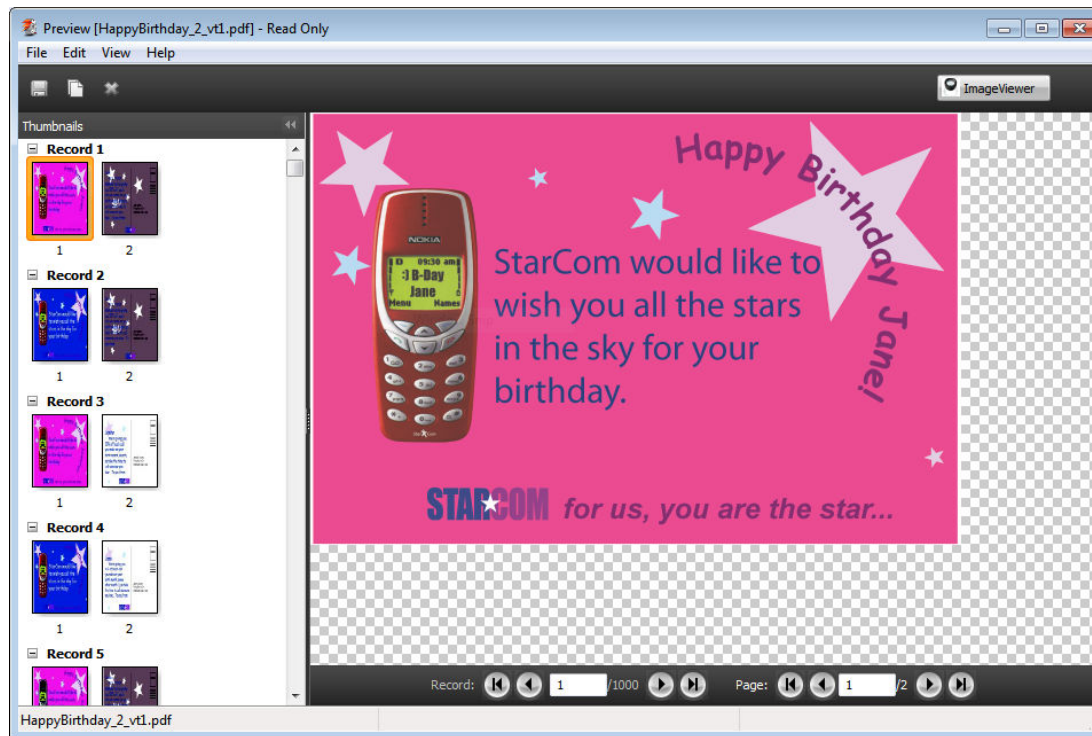 Preview [HappyBirthday_2_vt1.pdf] - Read Only
File Edit View Help
ImageViewer
Thumbnails
Record 1
1 2
Record 2
1 2
Record 3
1 2
Record 4
1 2
Record 5
Happy Birthday Jane!
NOKIA
ID 09:30 am
:) B-Day
Jane
Menu Names
StarCom would like to
wish you all the stars
in the sky for your
birthday.
STARCOM for us, you are the star...
Record: 1 /1000 Page: 1 /2
HappyBirthday_2_vt1.pdf